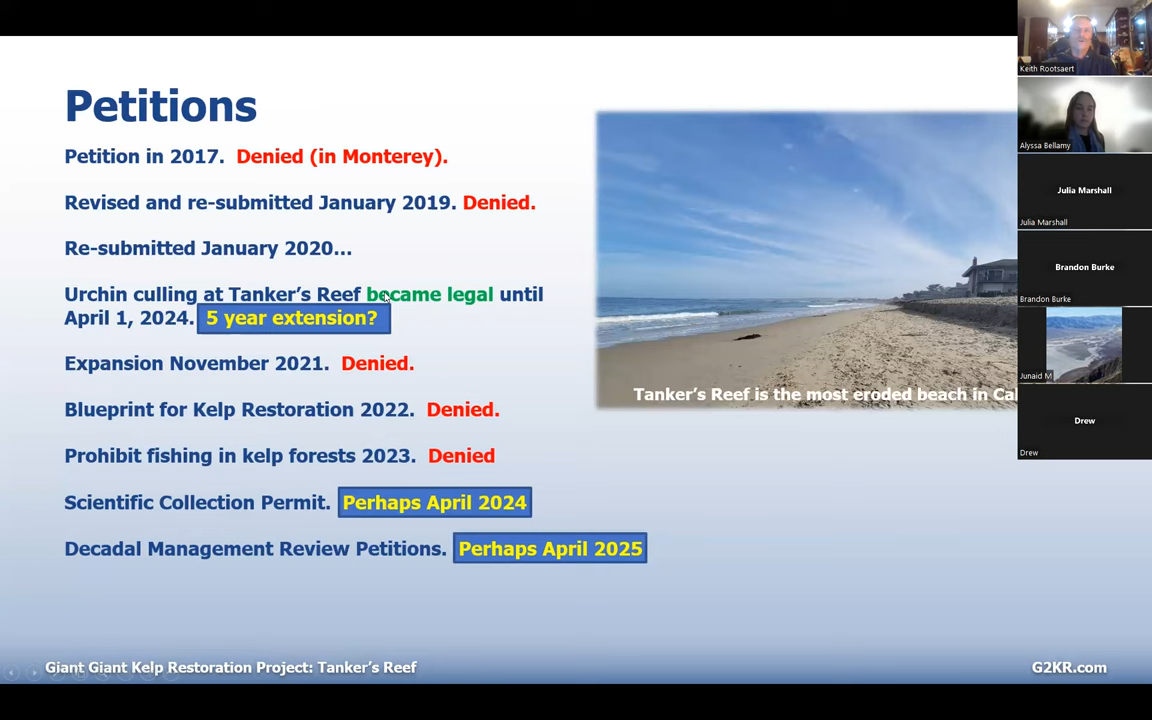 Petitions
Petition in 2017. Denied (in Monterey).
Revised and re-submitted January 2019. Denied.
Re-submitted January 2020...
Urchin culling at Tanker's Reef became legal until
April 1, 2024. 5 year extension?
Expansion November 2021. Denied.
Blueprint for Kelp Restoration 2022. Denied.
Prohibit fishing in kelp forests 2023. Denied
Scientific Collection Permit. Perhaps April 2024
Decadal Management Review Petitions. Perhaps April 2025
Tanker's Reef is the most eroded beach in Cal
Giant Giant Kelp Restoration Project: Tanker's Reef
G2KR.com
Keith Rootsaert
Alyssa Bellamy
Julia Marshall
Julia Marshall
Brandon Burke
Brandon Burke
Junaid M
Drew
Drew